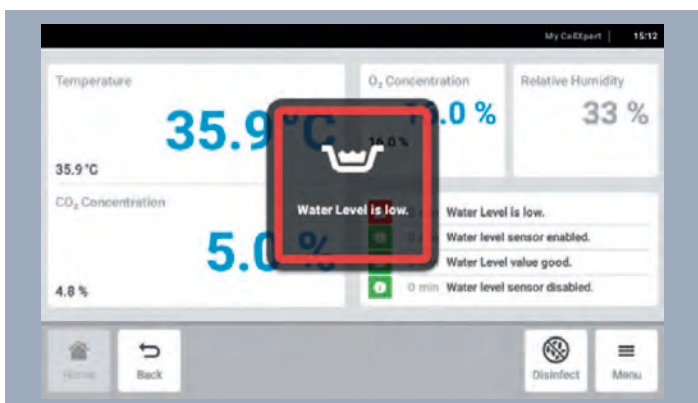 My CellXpert | 15:12
Temperature
35.9 °C
35.9 °C
O₂ Concentration
.0 %
16.0 %
Relative Humidity
33 %
CO₂ Concentration
5.0 %
4.8 %
Water Level is low.
Water Level is low.
Water level sensor enabled.
Water Level value good.
0 min Water level sensor disabled.
Home
Back
Disinfect
Menu